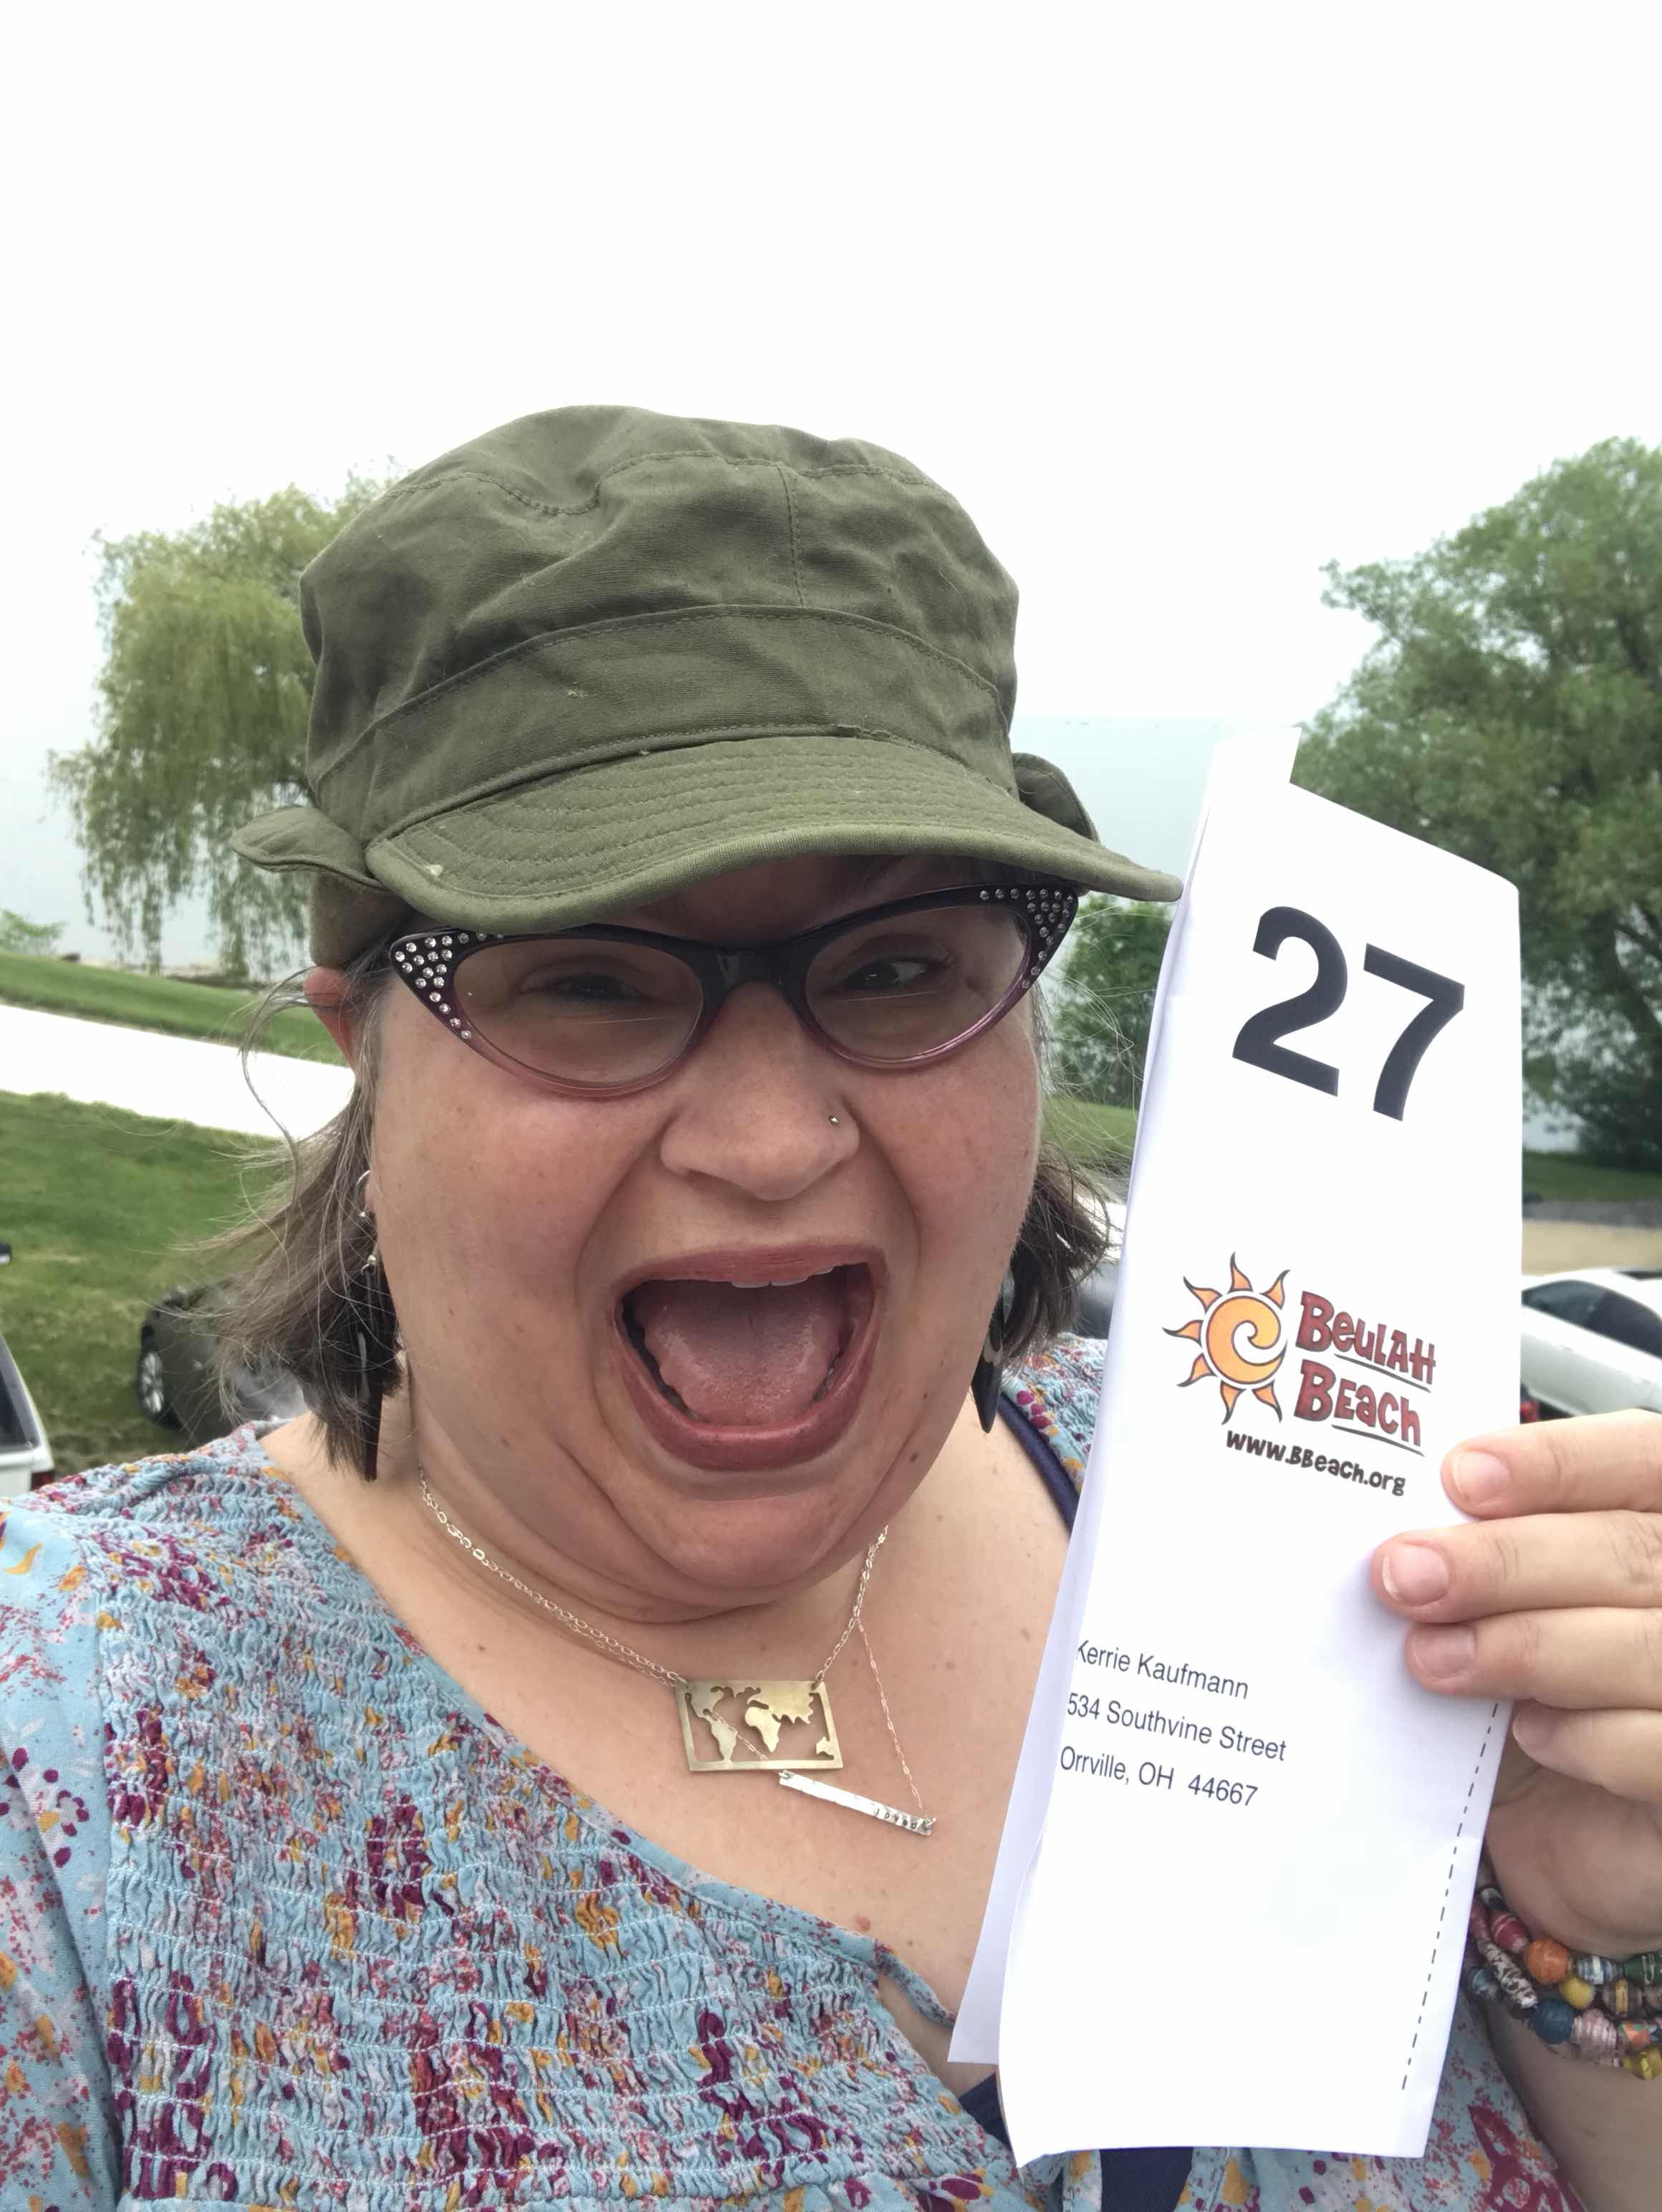 27
BEULAH
BEACH
www.BBeach.org
Kerrie Kaufmann
534 Southvine Street
Orrville, OH 44667